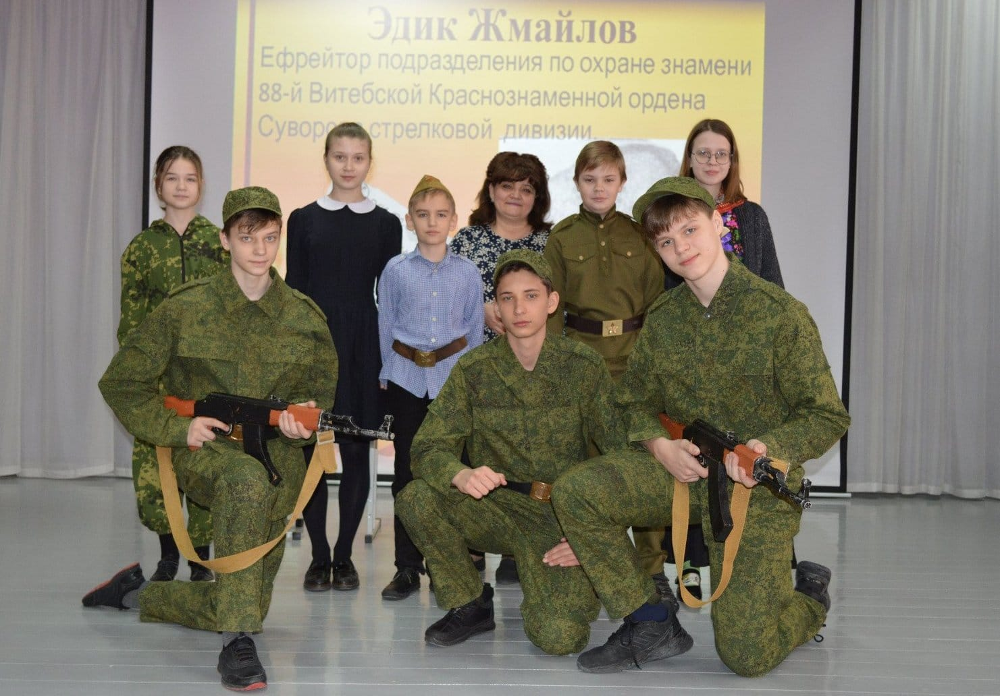 Эдик Жмайлов
Ефрейтор подразделения по охране знамени
88-й Витебской Краснознаменной ордена
стрелковой дивизии.